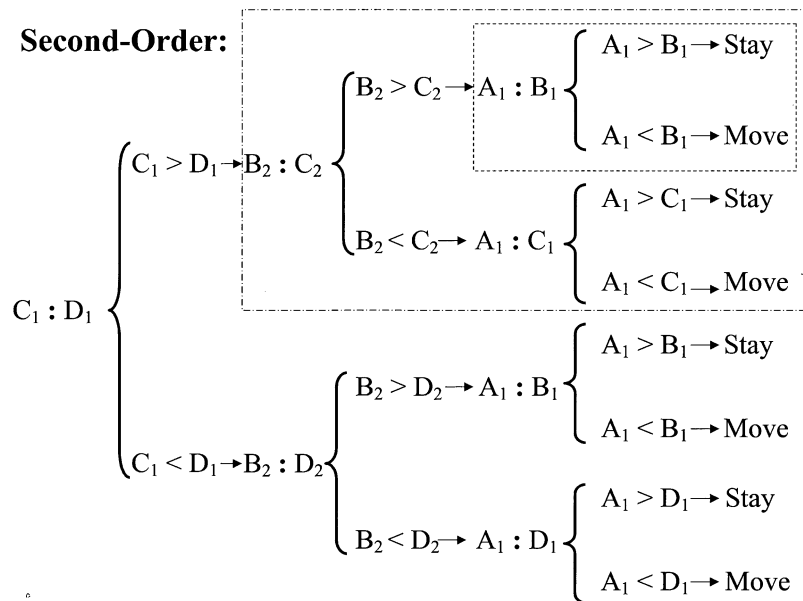 Second-Order:
A₁ > B₁ → Stay
B₂ > C₂ → A₁ : B₁
A₁ < B₁ → Move
C₁ > D₁ → B₂ : C₂
A₁ > C₁ → Stay
B₂ < C₂ → A₁ : C₁
A₁ < C₁ → Move
C₁ : D₁
A₁ > B₁ → Stay
B₂ > D₂ → A₁ : B₁
A₁ < B₁ → Move
C₁ < D₁ → B₂ : D₂
A₁ > D₁ → Stay
B₂ < D₂ → A₁ : D₁
A₁ < D₁ → Move